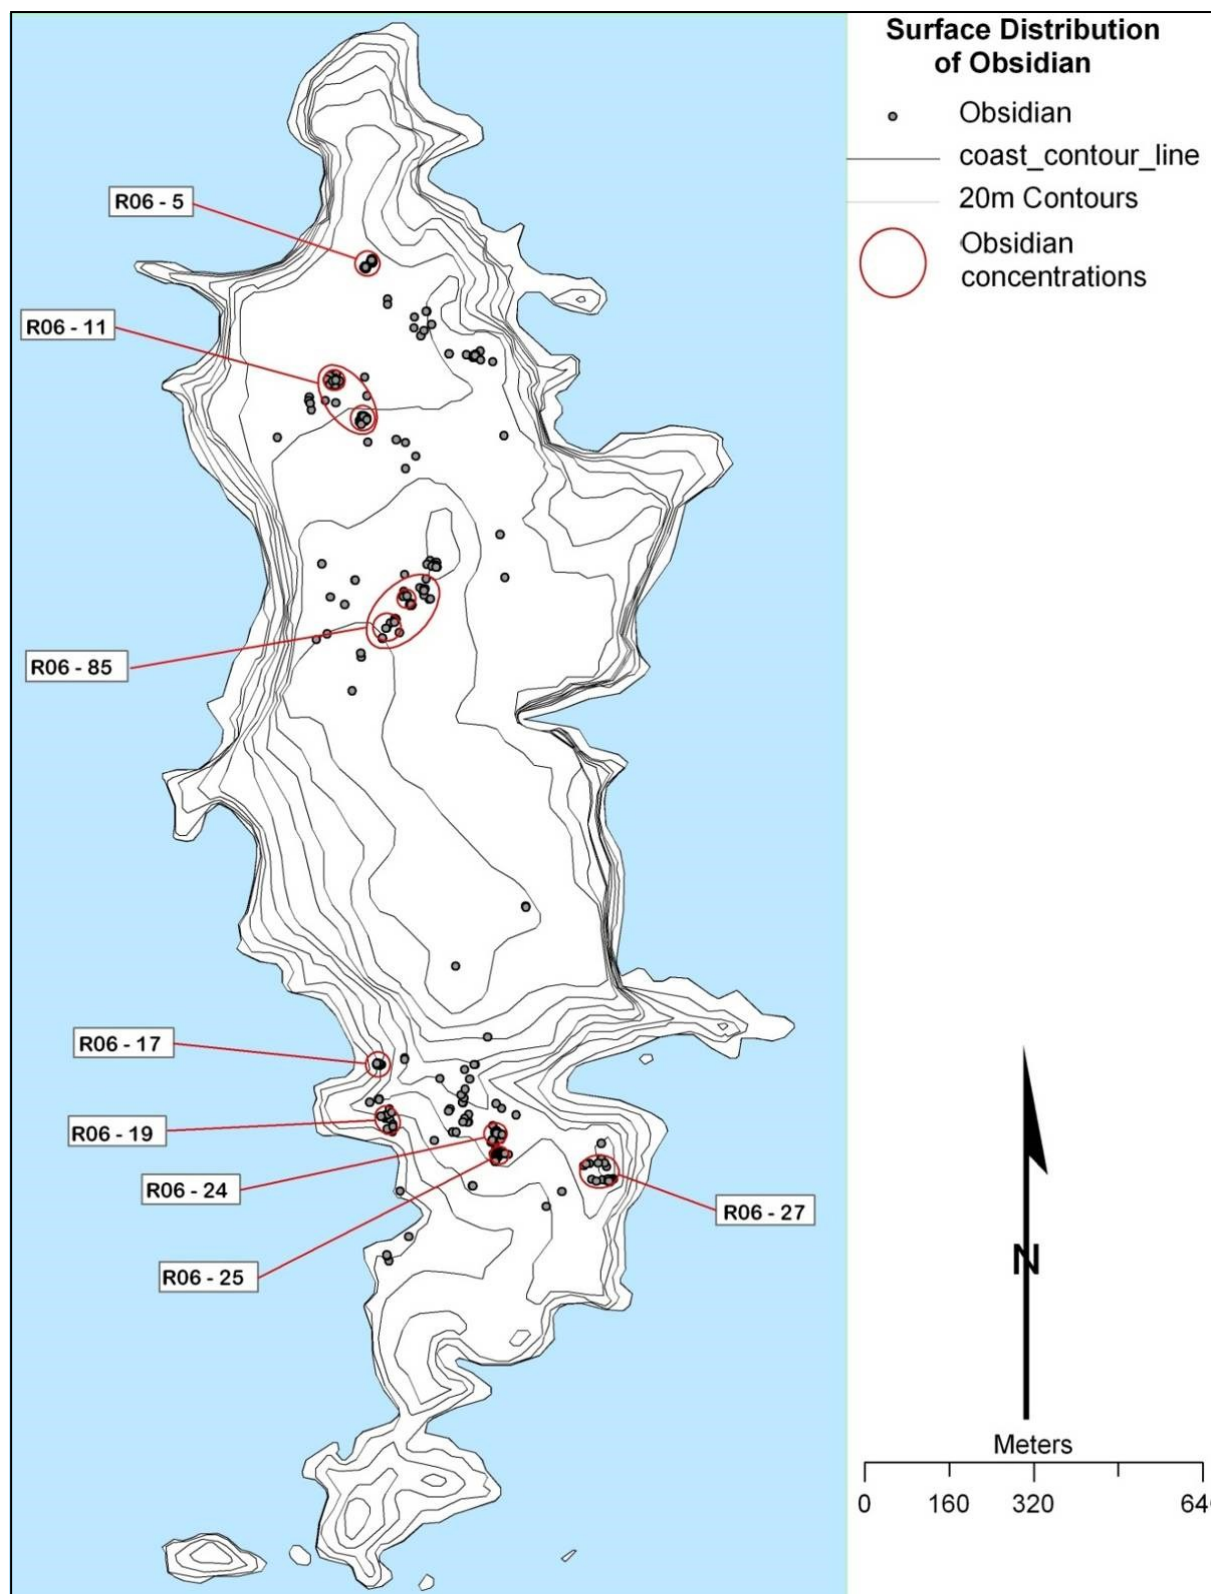 Surface Distribution
of Obsidian
Obsidian
coast_contour_line
20m Contours
Obsidian
concentrations
R06 - 5
R06 - 11
R06 - 85
R06 - 17
R06 - 19
R06 - 24
R06 - 25
R06 - 27
N
Meters
0 160 320